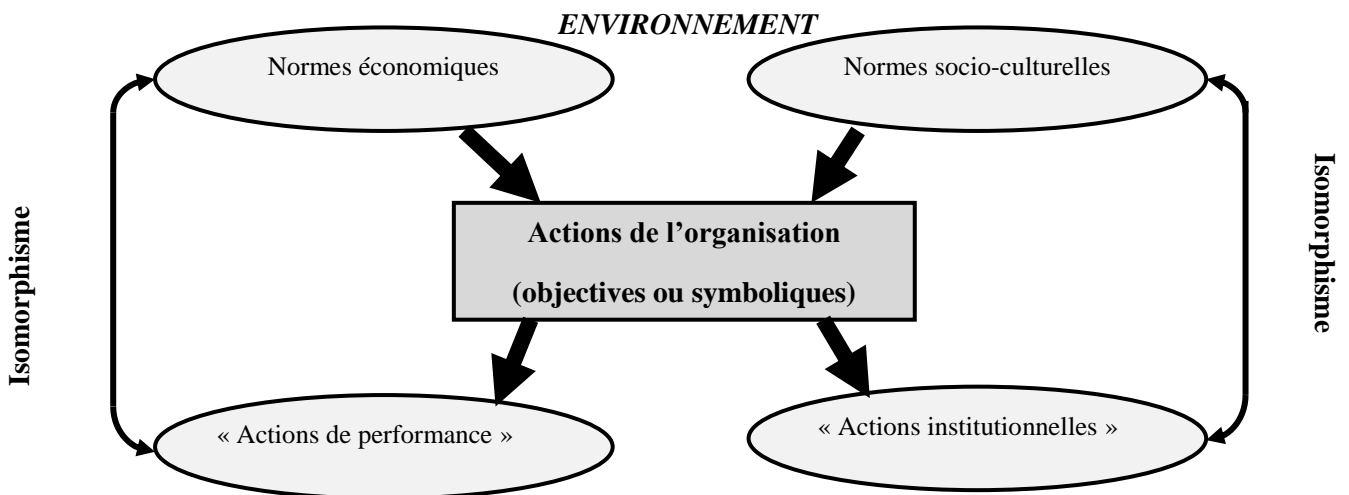 ENVIRONNEMENT
Normes économiques
Normes socio-culturelles
Isomorphisme
Isomorphisme
Actions de l’organisation
(objectives ou symboliques)
« Actions de performance »
« Actions institutionnelles »